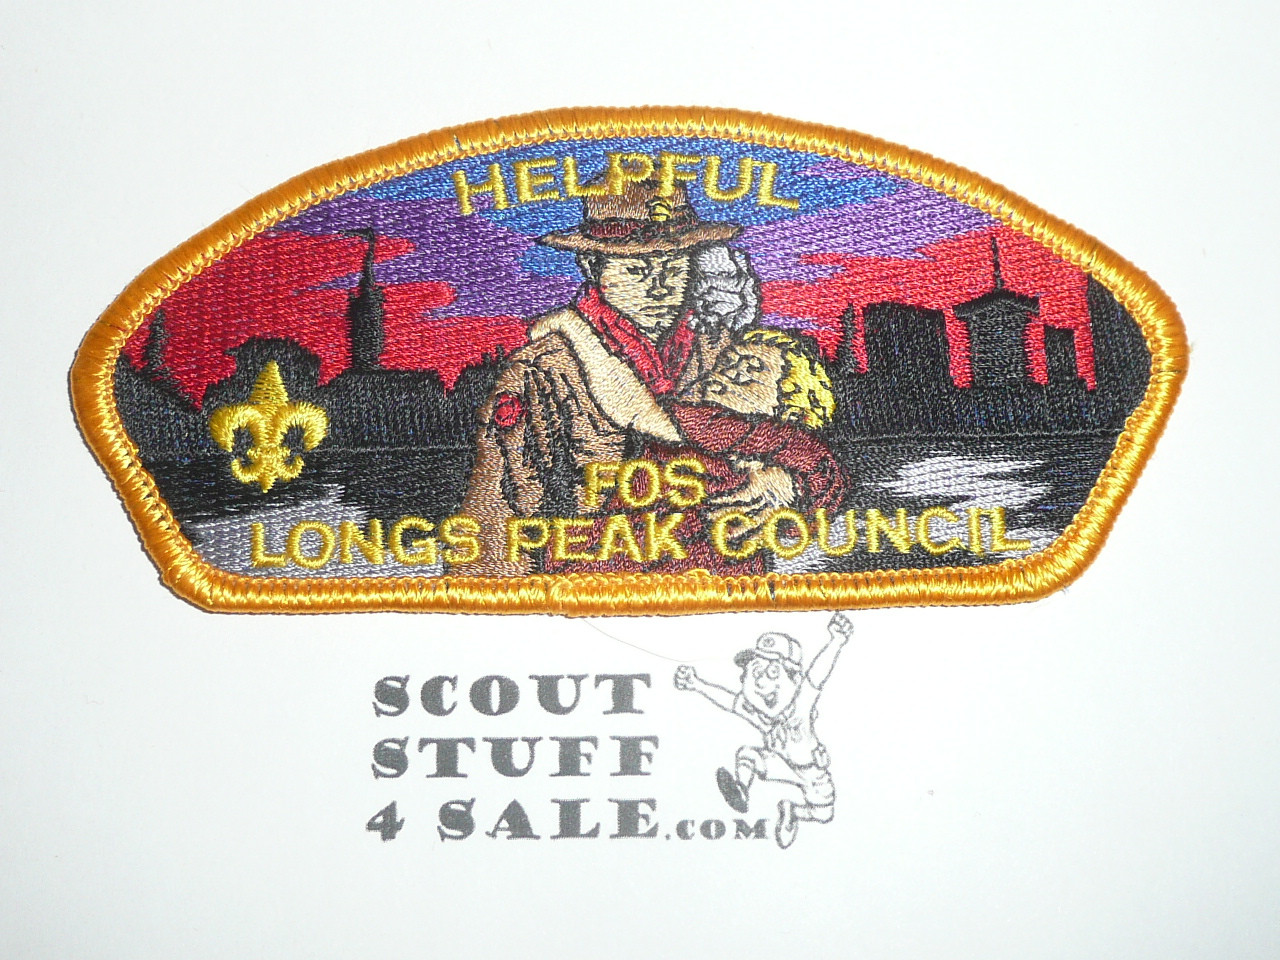 HELPFUL
FOS
LONGS PEAK COUNCIL
SCOUT
STUFF
4 SALE.COM